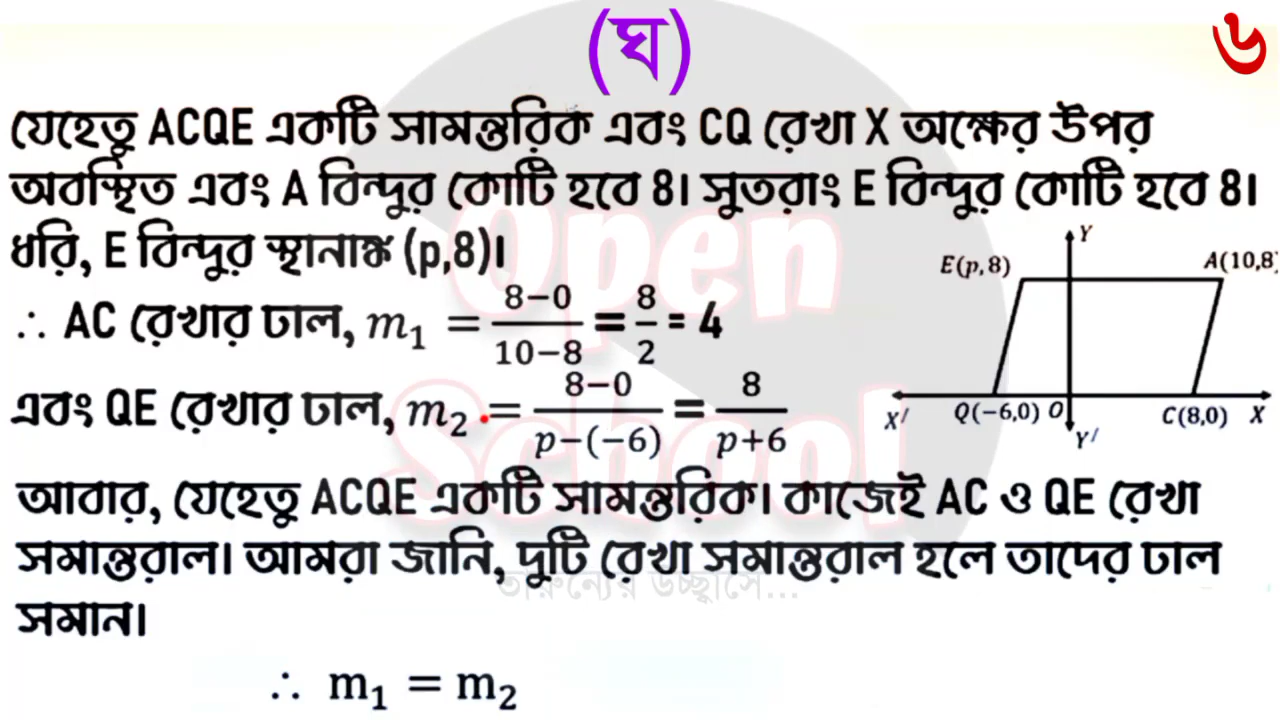 (ঘ)
৬
যেহেতু ACQE একটি সামন্তরিক এবং CQ রেখা X অক্ষের উপর
অবস্থিত এবং A বিন্দুর কোটি হবে 8। সুতরাং E বিন্দুর কোটি হবে 8।
ধরি, E বিন্দুর স্থানাঙ্ক (p,8)।
∴ AC রেখার ঢাল, m₁ = (8−0)/(10−8) = 8/2 = 4
এবং QE রেখার ঢাল, m₂ = (8−0)/(p−(−6)) = 8/(p+6)
Y
E(p, 8)
A(10,8)
X′
Q(−6,0)
O
C(8,0)
X
Y′
আবার, যেহেতু ACQE একটি সামন্তরিক। কাজেই AC ও QE রেখা
সমান্তরাল। আমরা জানি, দুটি রেখা সমান্তরাল হলে তাদের ঢাল
সমান।
∴ m₁ = m₂
Open
School
তারুন্যের উচ্ছ্বাসে...